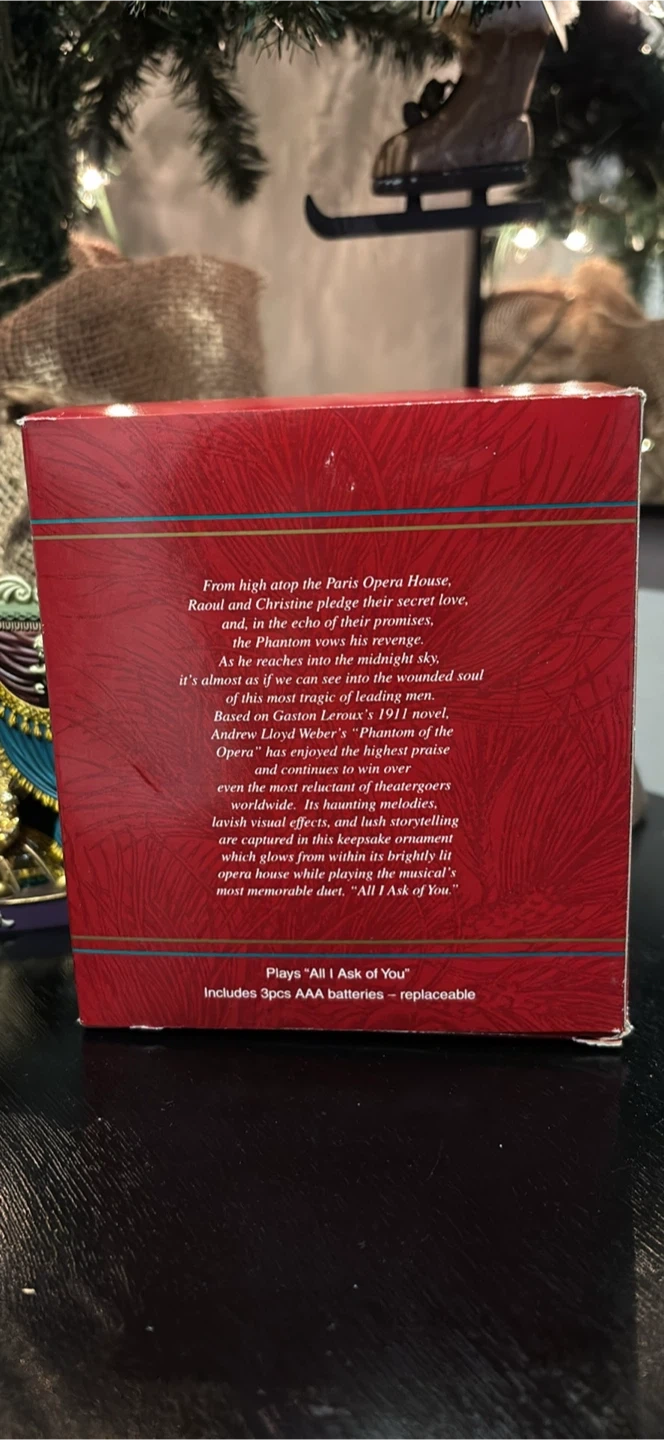 From high atop the Paris Opera House,
Raoul and Christine pledge their secret love,
and, in the echo of their promises,
the Phantom vows his revenge.
As he reaches into the midnight sky,
it's almost as if we can see into the wounded soul
of this most tragic of leading men.
Based on Gaston Leroux's 1911 novel,
Andrew Lloyd Weber's "Phantom of the
Opera" has enjoyed the highest praise
and continues to win over
even the most reluctant of theatergoers
worldwide. Its haunting melodies,
lavish visual effects, and lush storytelling
are captured in this keepsake ornament
which glows from within its brightly lit
opera house while playing the musical's
most memorable duet, "All I Ask of You."
Plays "All I Ask of You"
Includes 3pcs AAA batteries – replaceable